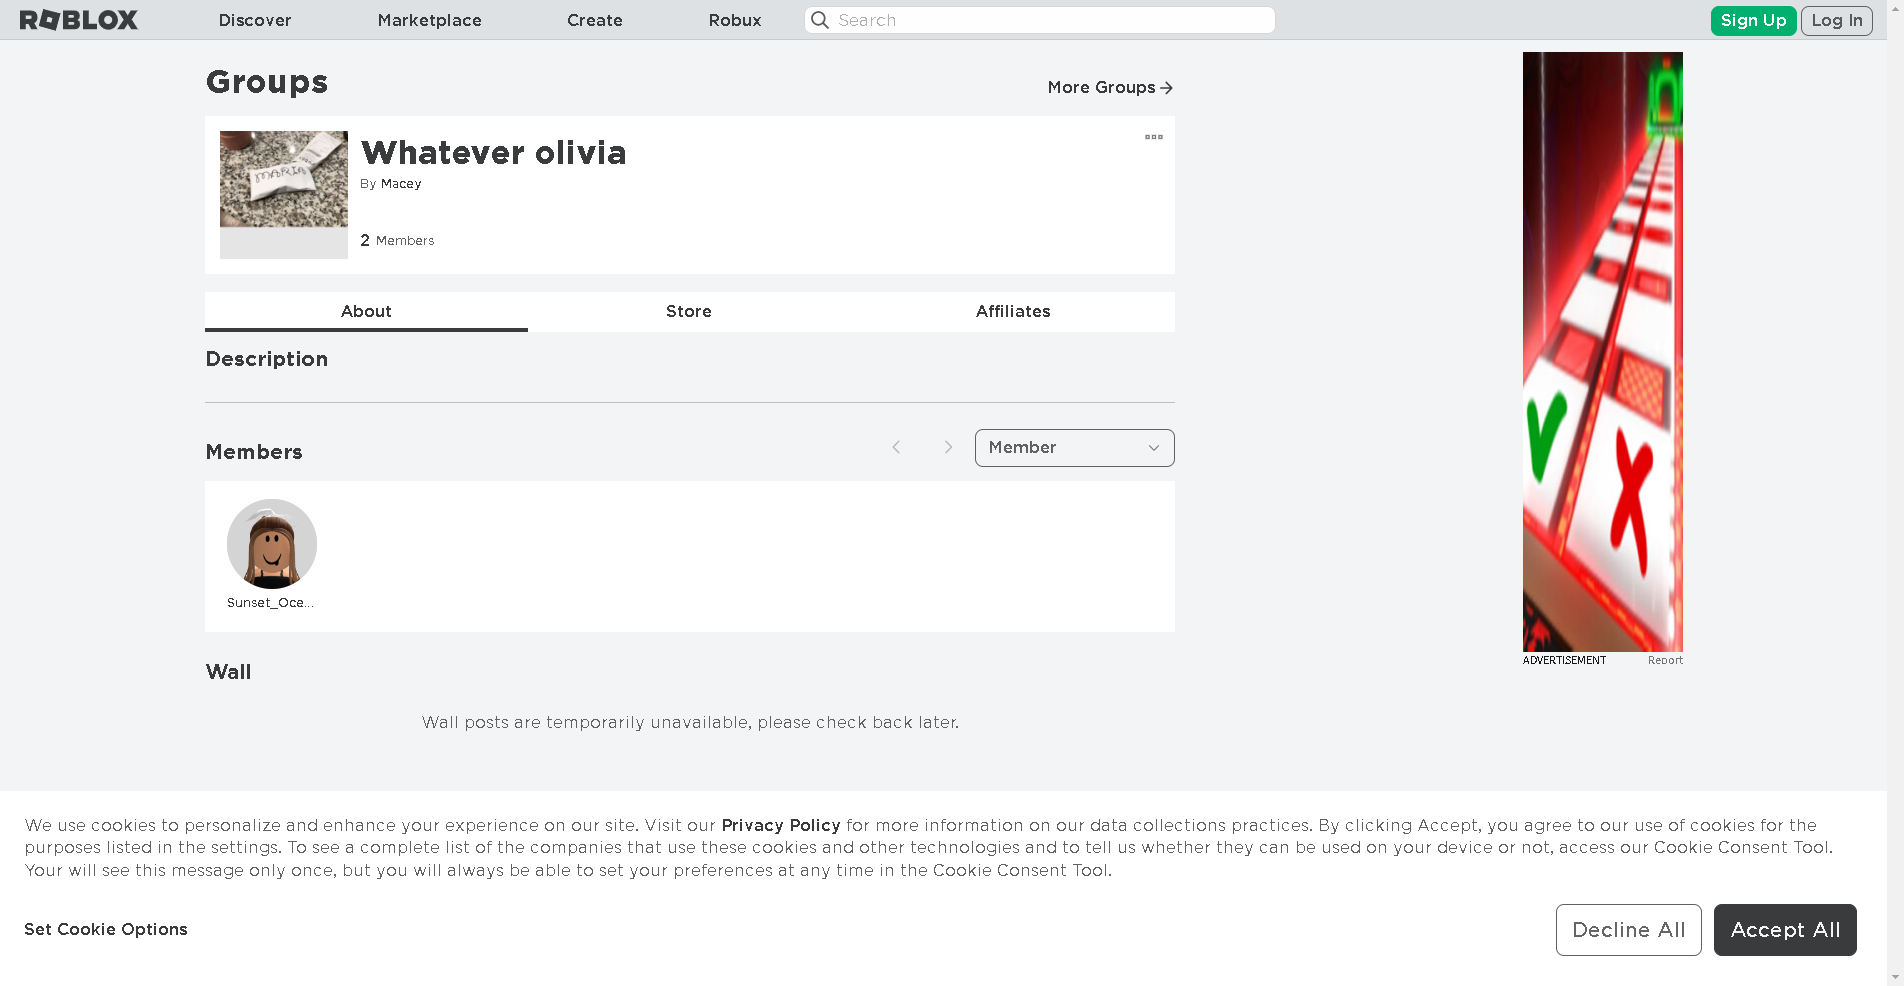 ROBLOX Discover Marketplace Create Robux Search Sign Up Log In
Groups
More Groups
MARIA
Whatever olivia
By Macey
2 Members
About Store Affiliates
Description
Members
Member
Sunset_Oce...
Wall
Wall posts are temporarily unavailable, please check back later.
ADVERTISEMENT Report
We use cookies to personalize and enhance your experience on our site. Visit our Privacy Policy for more information on our data collections practices. By clicking Accept, you agree to our use of cookies for the
purposes listed in the settings. To see a complete list of the companies that use these cookies and other technologies and to tell us whether they can be used on your device or not, access our Cookie Consent Tool.
Your will see this message only once, but you will always be able to set your preferences at any time in the Cookie Consent Tool.
Set Cookie Options
Decline All
Accept All